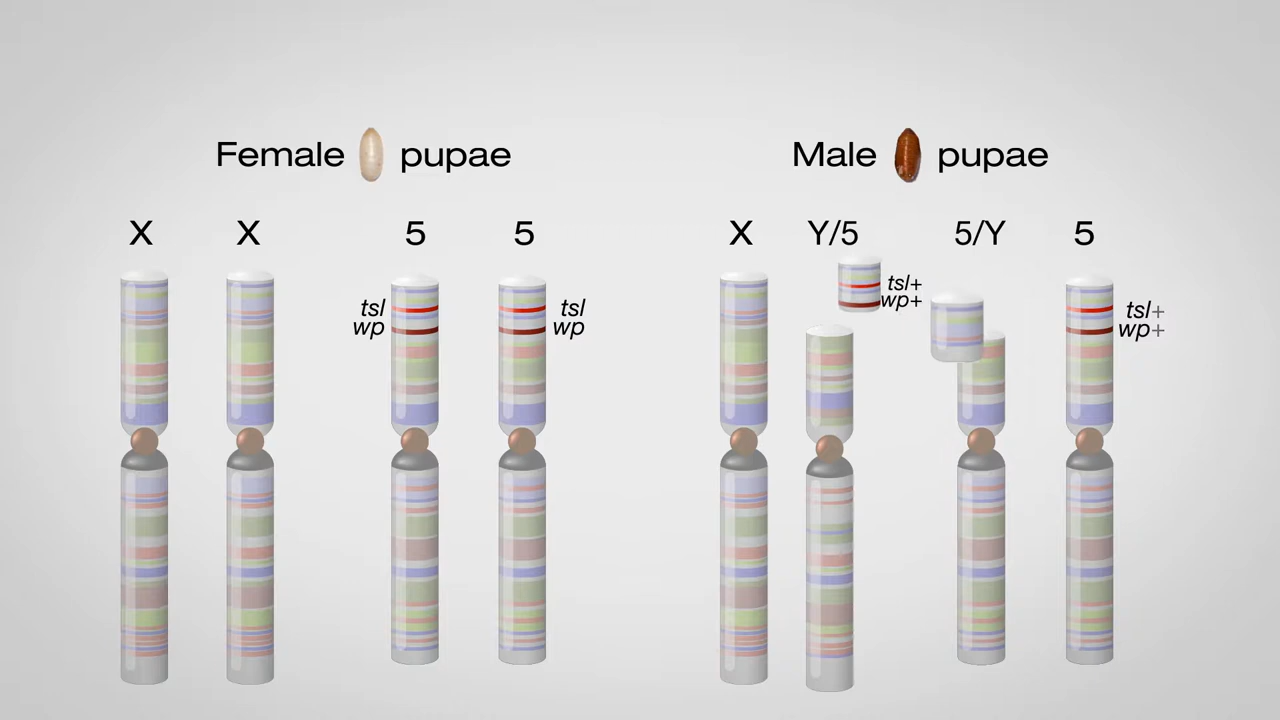 Female pupae
Male pupae
X X 5 5
X Y/5 5/Y 5
tsl
wp
tsl
wp
tsl+
wp+
tsl+
wp+